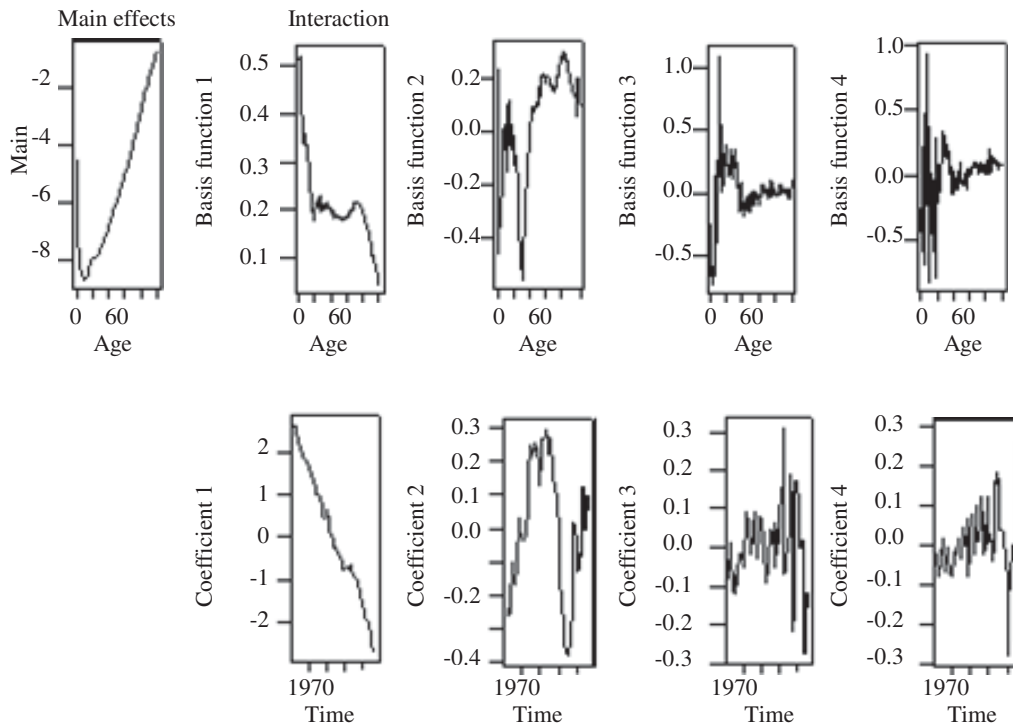 Main effects
Interaction
Main
-2
-4
-6
-8
0 60
Age
Basis function 1
0.5
0.4
0.3
0.2
0.1
0 60
Age
Basis function 2
0.2
0.0
-0.2
-0.4
0 60
Age
Basis function 3
1.0
0.5
0.0
-0.5
0 60
Age
Basis function 4
1.0
0.5
0.0
-0.5
0 60
Age
Coefficient 1
2
1
0
-1
-2
1970
Time
Coefficient 2
0.3
0.2
0.1
0.0
-0.2
-0.4
1970
Time
Coefficient 3
0.3
0.2
0.1
0.0
-0.1
-0.2
-0.3
1970
Time
Coefficient 4
0.3
0.2
0.1
0.0
-0.1
-0.2
-0.3
1970
Time